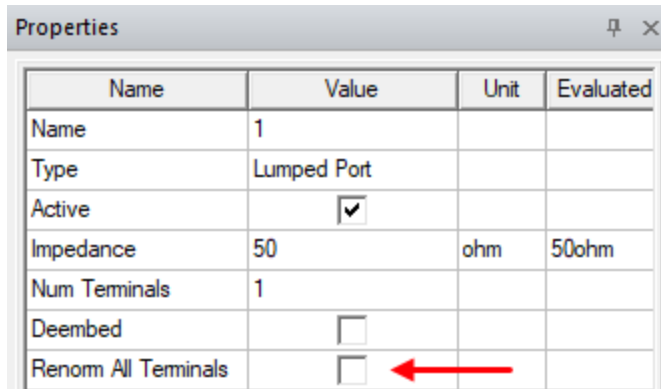 Properties
Name Value Unit Evaluated
Name 1
Type Lumped Port
Active
Impedance 50 ohm 50ohm
Num Terminals 1
Deembed
Renorm All Terminals